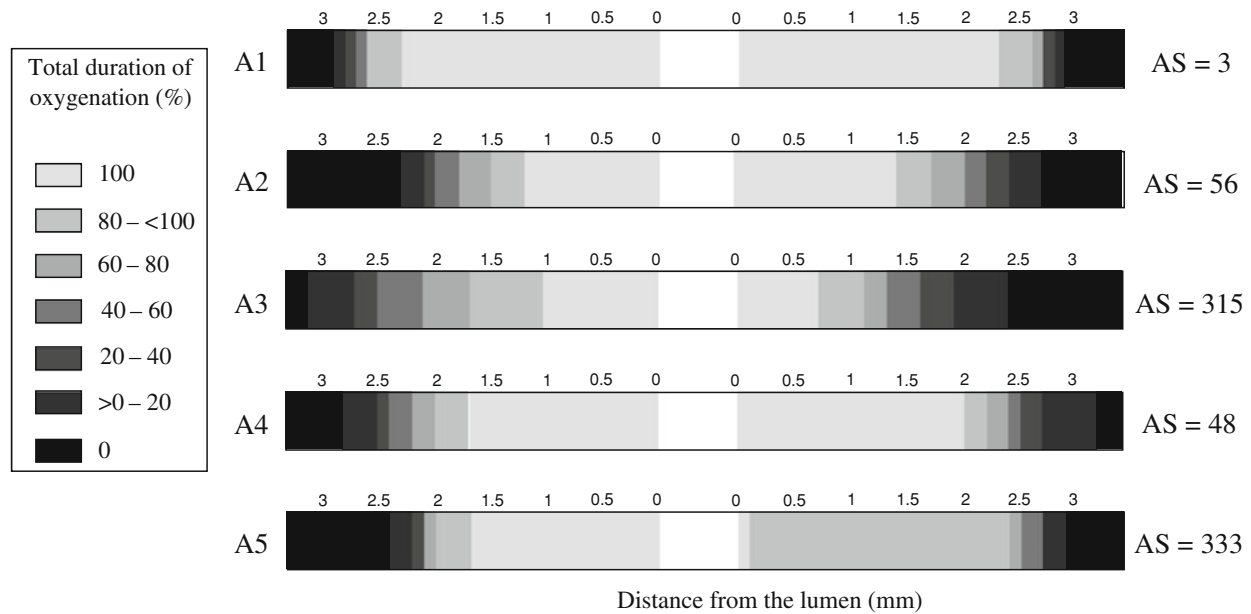 Total duration of
oxygenation (%)
100
80 – <100
60 – 80
40 – 60
20 – 40
>0 – 20
0
3 2.5 2 1.5 1 0.5 0 0 0.5 1 1.5 2 2.5 3
A1 AS = 3
3 2.5 2 1.5 1 0.5 0 0 0.5 1 1.5 2 2.5 3
A2 AS = 56
3 2.5 2 1.5 1 0.5 0 0 0.5 1 1.5 2 2.5 3
A3 AS = 315
3 2.5 2 1.5 1 0.5 0 0 0.5 1 1.5 2 2.5 3
A4 AS = 48
3 2.5 2 1.5 1 0.5 0 0 0.5 1 1.5 2 2.5 3
A5 AS = 333
Distance from the lumen (mm)